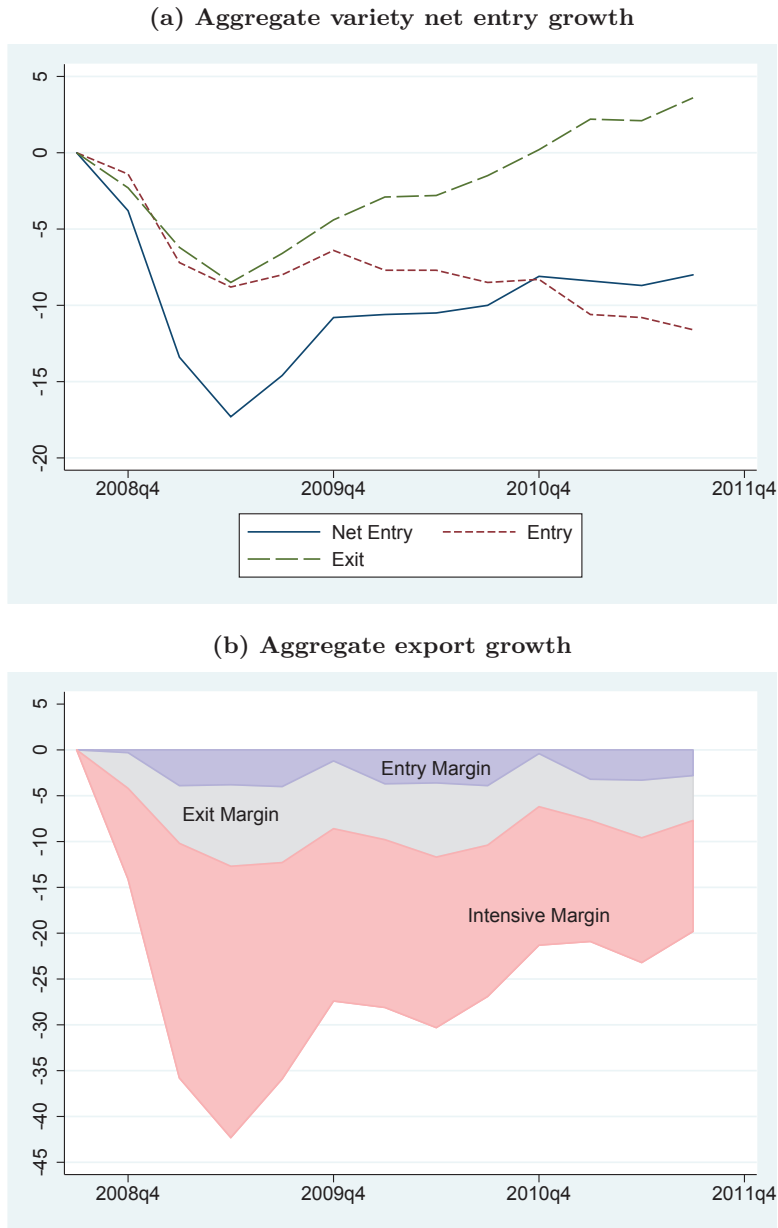 (a) Aggregate variety net entry growth
5
0
-5
-10
-15
-20
2008q4 2009q4 2010q4 2011q4
Net Entry Entry
Exit
(b) Aggregate export growth
5
0
-5
-10
-15
-20
-25
-30
-35
-40
-45
Entry Margin
Exit Margin
Intensive Margin
2008q4 2009q4 2010q4 2011q4